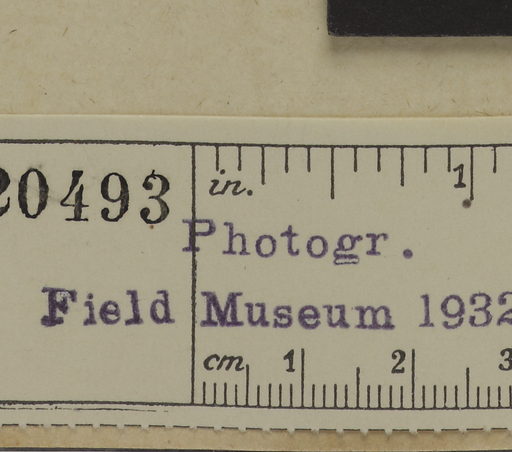 20493
in. 1
Photogr.
Field Museum 1932
cm 1 2 3